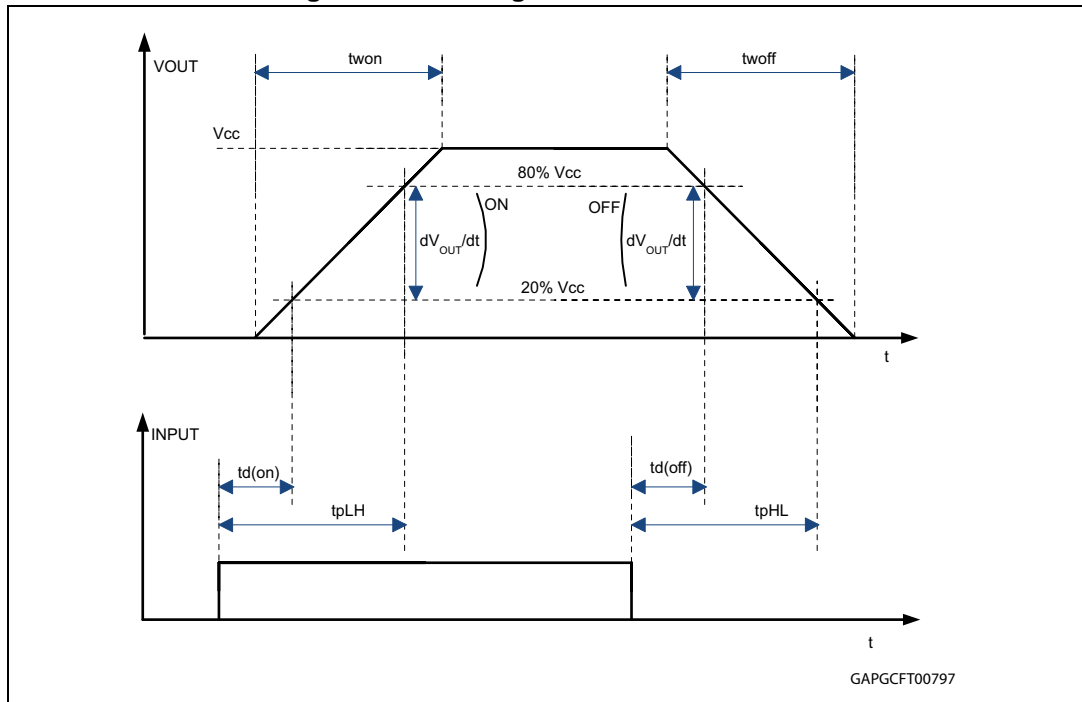 VOUT
twon
twoff
Vcc
80% Vcc
ON
OFF
dVOUT/dt
dVOUT/dt
20% Vcc
t
INPUT
td(on)
td(off)
tpLH
tpHL
t
GAPGCFT00797